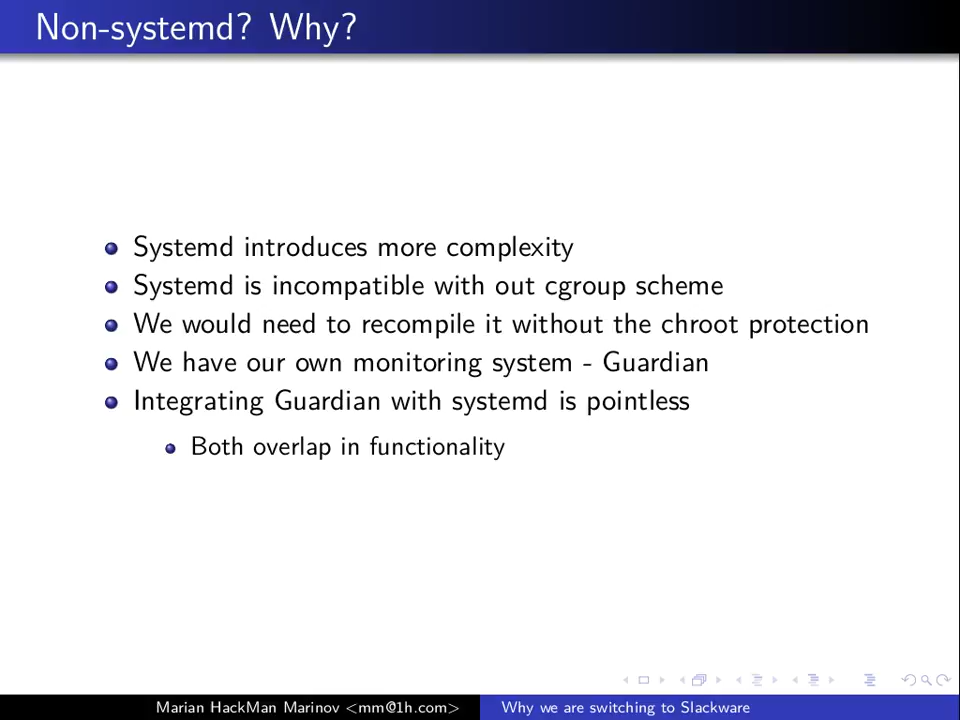 Non-systemd? Why?
Systemd introduces more complexity
Systemd is incompatible with out cgroup scheme
We would need to recompile it without the chroot protection
We have our own monitoring system - Guardian
Integrating Guardian with systemd is pointless
Both overlap in functionality
Marian HackMan Marinov <mm@1h.com>
Why we are switching to Slackware